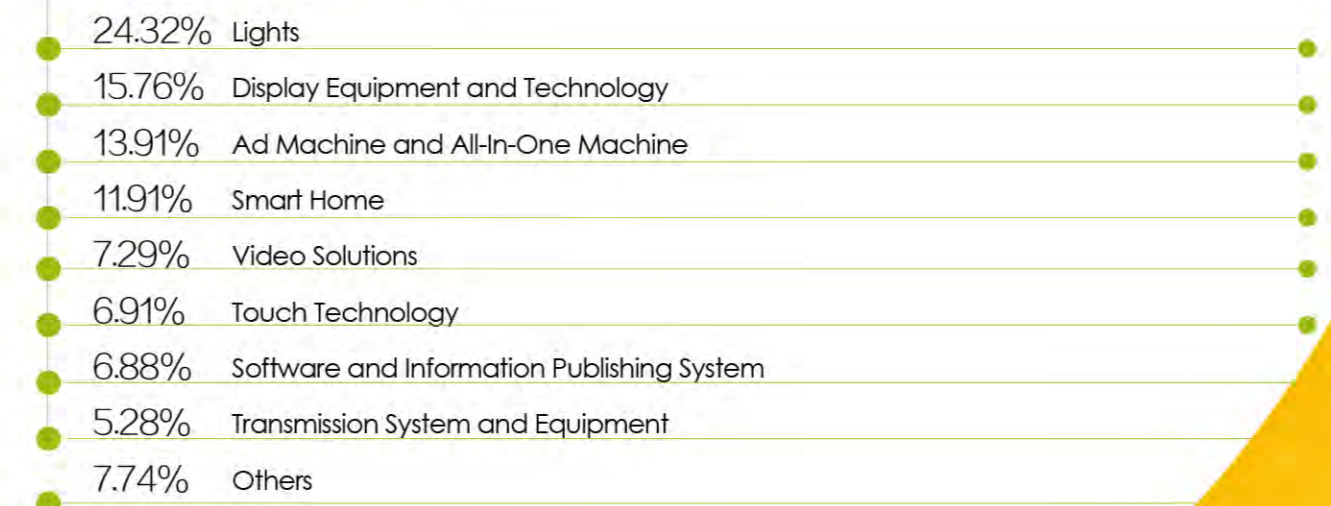 24.32% Lights
15.76% Display Equipment and Technology
13.91% Ad Machine and All-In-One Machine
11.91% Smart Home
7.29% Video Solutions
6.91% Touch Technology
6.88% Software and Information Publishing System
5.28% Transmission System and Equipment
7.74% Others